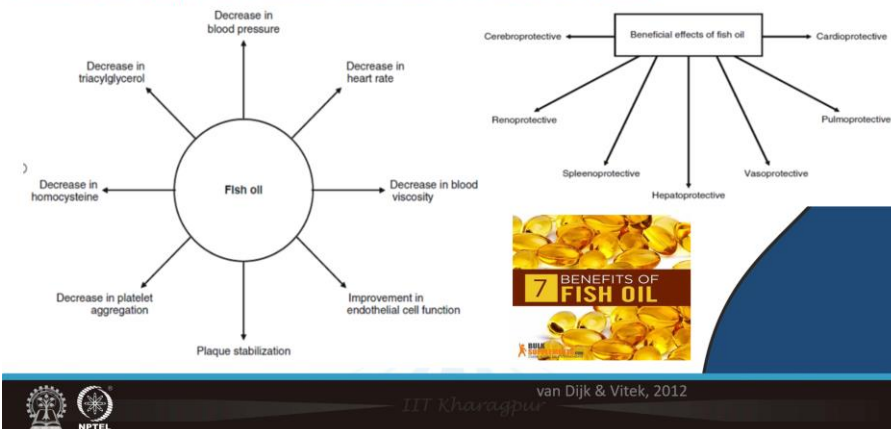 Decrease in
blood pressure
Decrease in
triacylglycerol
Decrease in
heart rate
Decrease in
homocysteine
Fish oil
Decrease in blood
viscosity
Decrease in platelet
aggregation
Improvement in
endothelial cell function
Plaque stabilization
Beneficial effects of fish oil
Cerebroprotective
Cardioprotective
Renoprotective
Pulmoprotective
Spleenoprotective
Vasoprotective
Hepatoprotective
7 BENEFITS OF
FISH OIL
BULK
van Dijk & Vitek, 2012
IIT Kharagpur
NPTEL